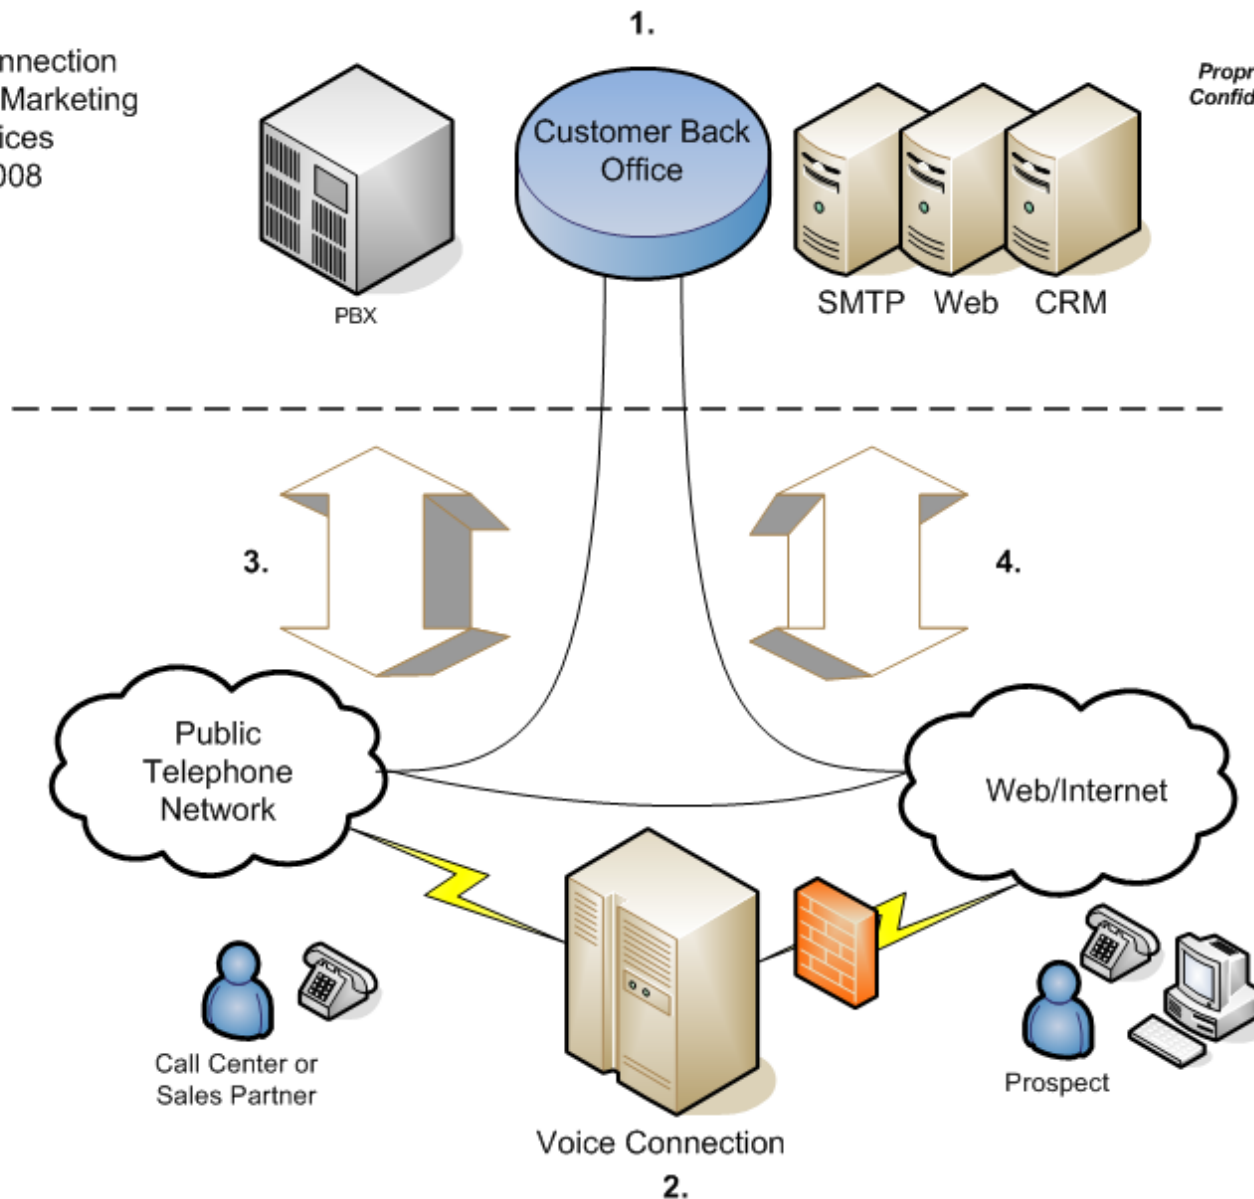 1.
nnection
Marketing
ices
008
Propr
Confid
Customer Back
Office
PBX
SMTP Web CRM
3.
4.
Public
Telephone
Network
Web/Internet
Call Center or
Sales Partner
Prospect
Voice Connection
2.